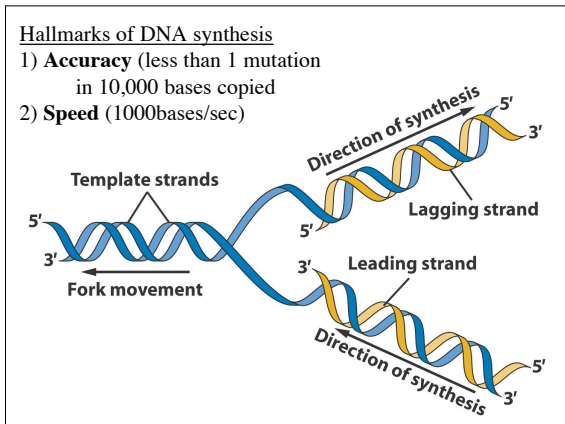 Hallmarks of DNA synthesis
1) Accuracy (less than 1 mutation
in 10,000 bases copied
2) Speed (1000bases/sec)
Direction of synthesis
5′
3′
Template strands
Lagging strand
5′
5′
3′
3′
Leading strand
Fork movement
Direction of synthesis
5′
3′